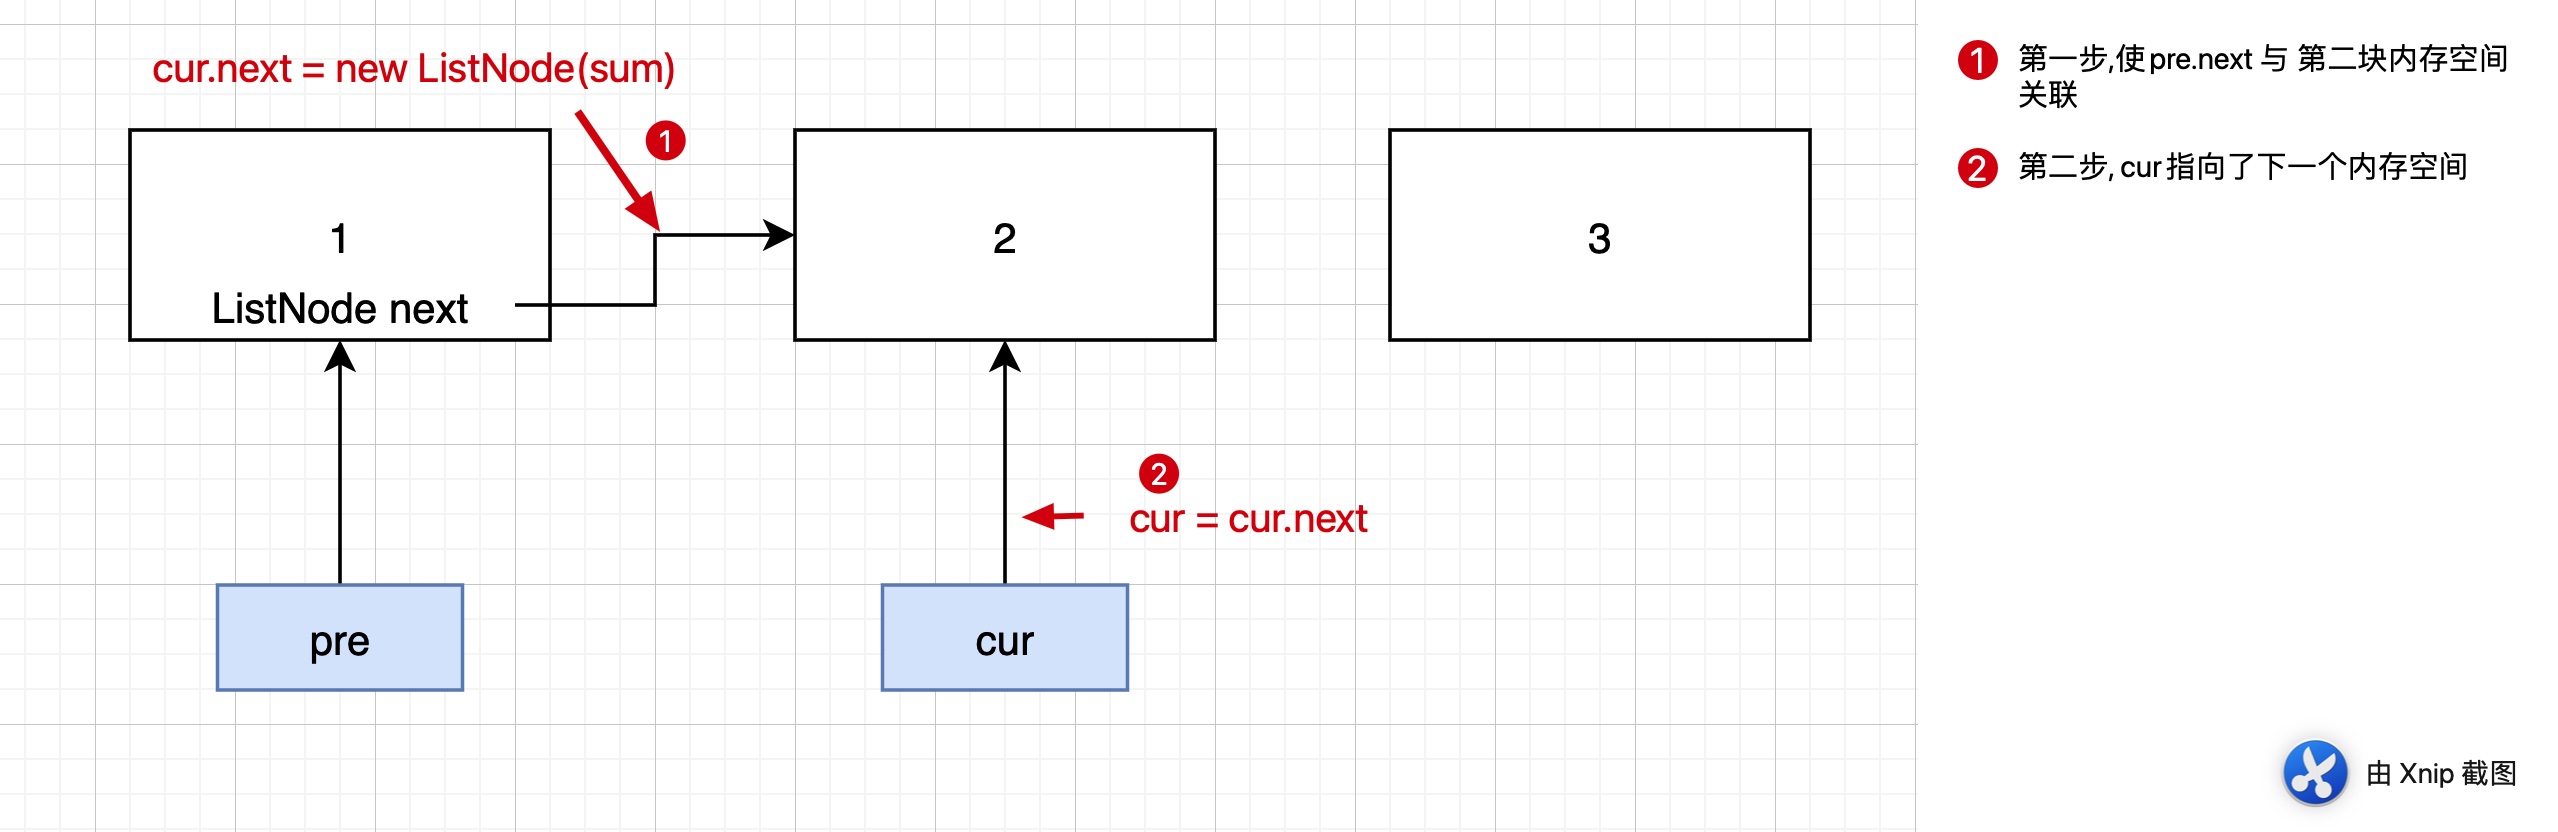 cur.next = new ListNode(sum)
1
1
ListNode next
2
3
2
cur = cur.next
pre
cur
1 第一步,使pre.next 与 第二块内存空间
关联
2 第二步, cur指向了下一个内存空间
由 Xnip 截图